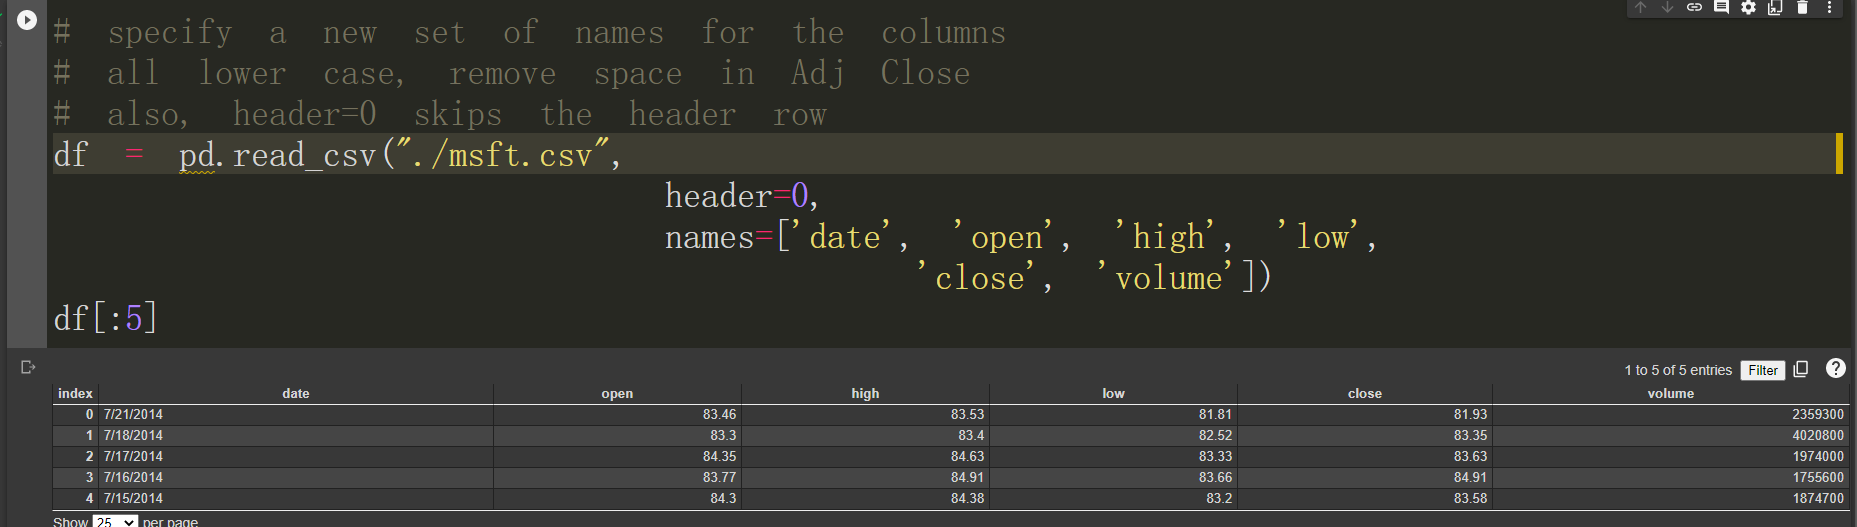 # specify a new set of names for the columns
# all lower case, remove space in Adj Close
# also, header=0 skips the header row
df = pd.read_csv("./msft.csv",
header=0,
names=['date', 'open', 'high', 'low',
'close', 'volume'])
df[:5]
1 to 5 of 5 entries Filter
index date open high low close volume
0 7/21/2014 83.46 83.53 81.81 81.93 2359300
1 7/18/2014 83.3 83.4 82.52 83.35 4020800
2 7/17/2014 84.35 84.63 83.33 83.63 1974000
3 7/16/2014 83.77 84.91 83.66 84.91 1755600
4 7/15/2014 84.3 84.38 83.2 83.58 1874700
Show 25 per page